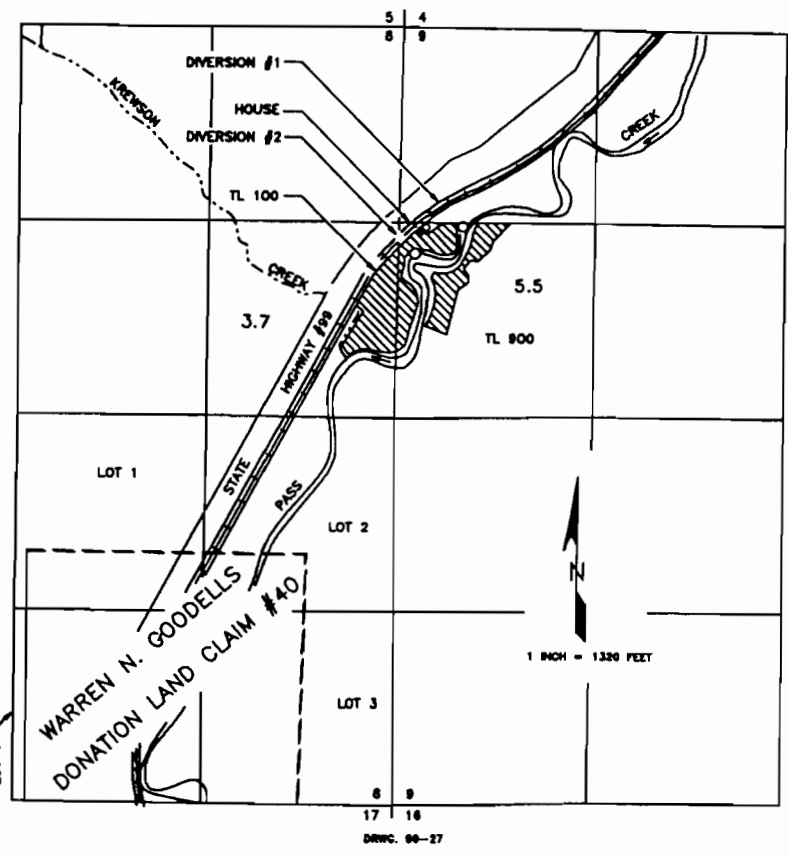 5 4
8 9
DIVERSION #1
HOUSE
DIVERSION #2
TL 100
KREWSON
CREEK
CREEK
3.7
5.5
TL 900
STATE HIGHWAY #99
LOT 1
PASS
LOT 2
N
1 INCH = 1320 FEET
WARREN N. GOODELLS
DONATION LAND CLAIM #40
LOT 3
8 9
17 16
DRWG. 90-27